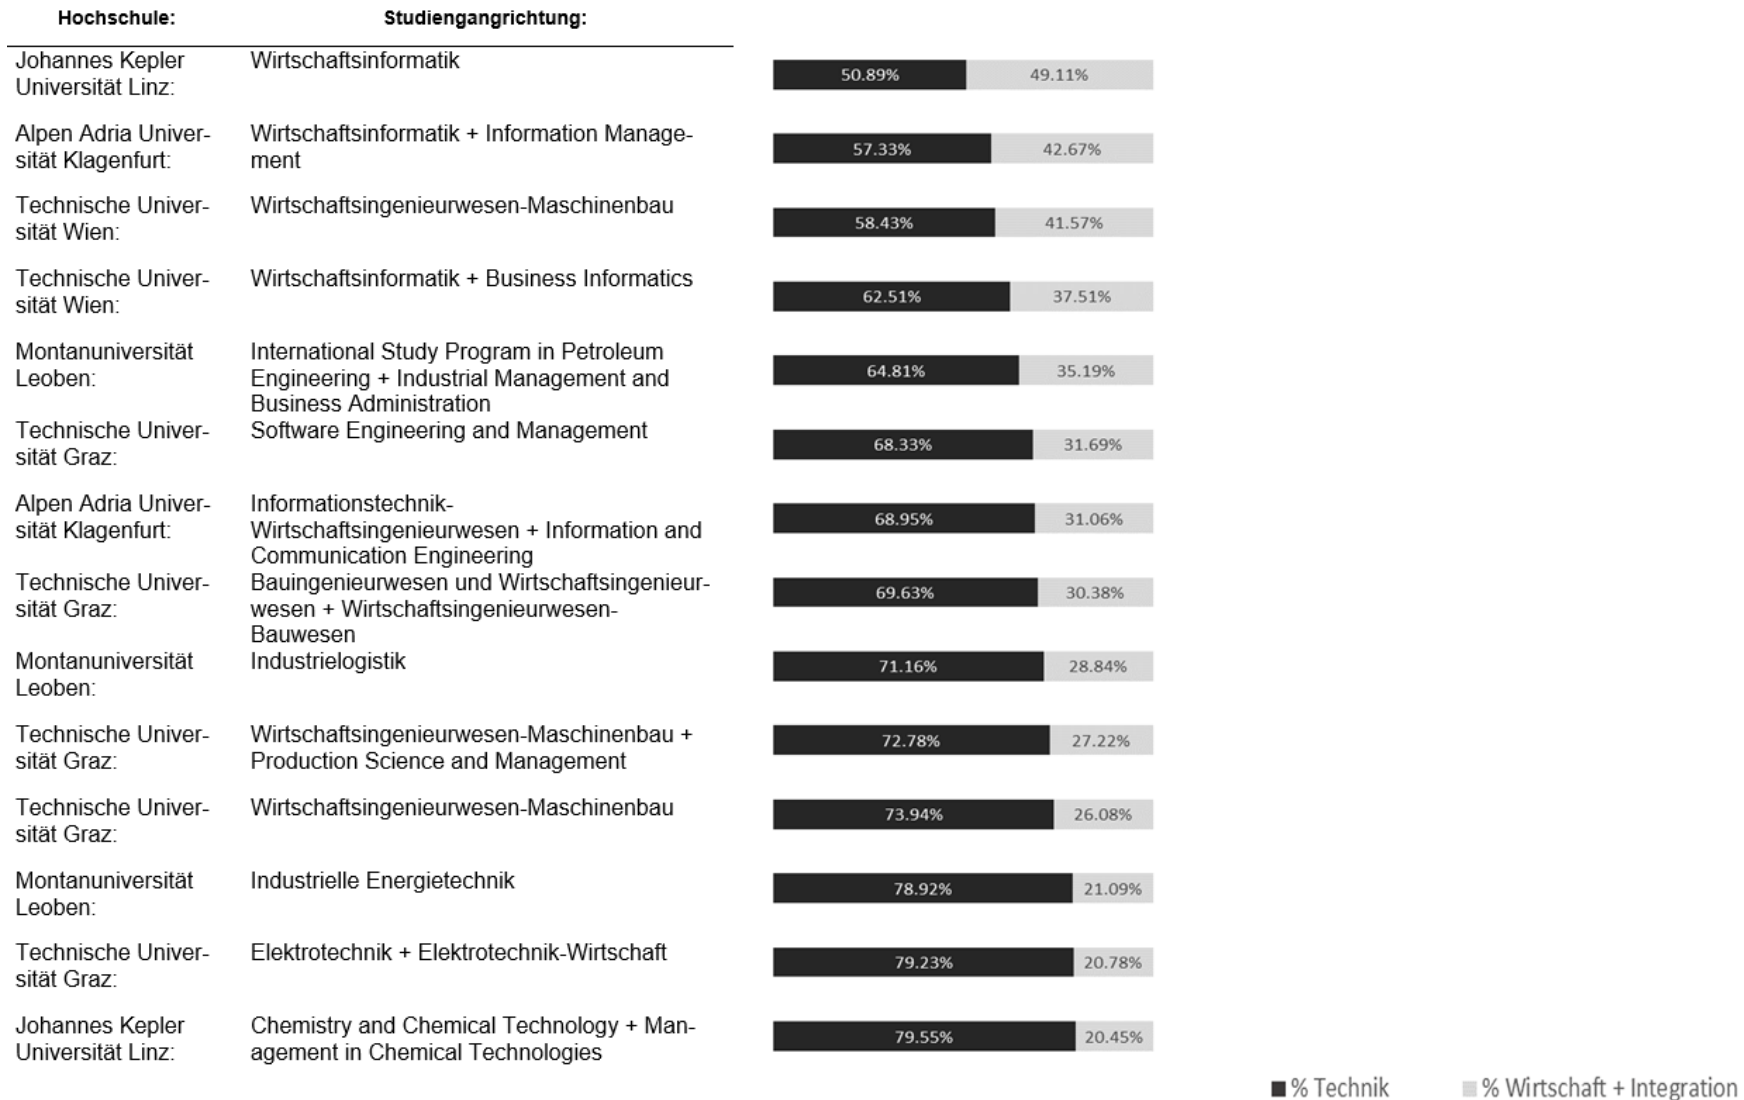 Hochschule: Studiengangrichtung:
Johannes Kepler Wirtschaftsinformatik
Universität Linz:
50.89% 49.11%
Alpen Adria Univer- Wirtschaftsinformatik + Information Manage-
sität Klagenfurt: ment
57.33% 42.67%
Technische Univer- Wirtschaftsingenieurwesen-Maschinenbau
sität Wien:
58.43% 41.57%
Technische Univer- Wirtschaftsinformatik + Business Informatics
sität Wien:
62.51% 37.51%
Montanuniversität International Study Program in Petroleum
Leoben: Engineering + Industrial Management and
Business Administration
64.81% 35.19%
Technische Univer- Software Engineering and Management
sität Graz:
68.33% 31.69%
Alpen Adria Univer- Informationstechnik-
sität Klagenfurt: Wirtschaftsingenieurwesen + Information and
Communication Engineering
68.95% 31.06%
Technische Univer- Bauingenieurwesen und Wirtschaftsingenieur-
sität Graz: wesen + Wirtschaftsingenieurwesen-
Bauwesen
69.63% 30.38%
Montanuniversität Industrielogistik
Leoben:
71.16% 28.84%
Technische Univer- Wirtschaftsingenieurwesen-Maschinenbau +
sität Graz: Production Science and Management
72.78% 27.22%
Technische Univer- Wirtschaftsingenieurwesen-Maschinenbau
sität Graz:
73.94% 26.08%
Montanuniversität Industrielle Energietechnik
Leoben:
78.92% 21.09%
Technische Univer- Elektrotechnik + Elektrotechnik-Wirtschaft
sität Graz:
79.23% 20.78%
Johannes Kepler Chemistry and Chemical Technology + Man-
Universität Linz: agement in Chemical Technologies
79.55% 20.45%
% Technik % Wirtschaft + Integration